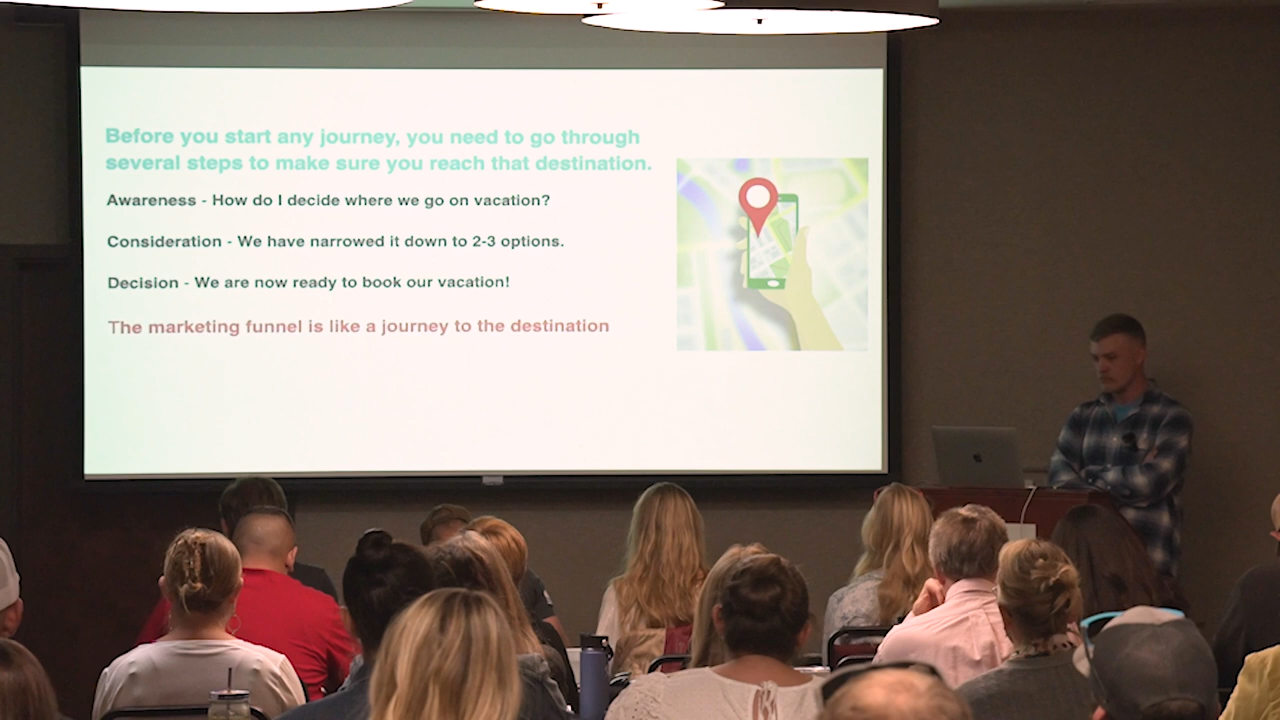 Before you start any journey, you need to go through
several steps to make sure you reach that destination.
Awareness - How do I decide where we go on vacation?
Consideration - We have narrowed it down to 2-3 options.
Decision - We are now ready to book our vacation!
The marketing funnel is like a journey to the destination